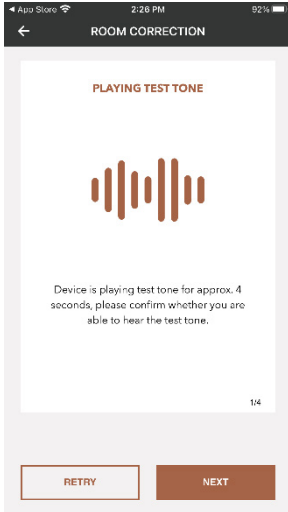 App Store 2:26 PM 92%
ROOM CORRECTION
PLAYING TEST TONE
Device is playing test tone for approx. 4
seconds, please confirm whether you are
able to hear the test tone.
1/4
RETRY NEXT